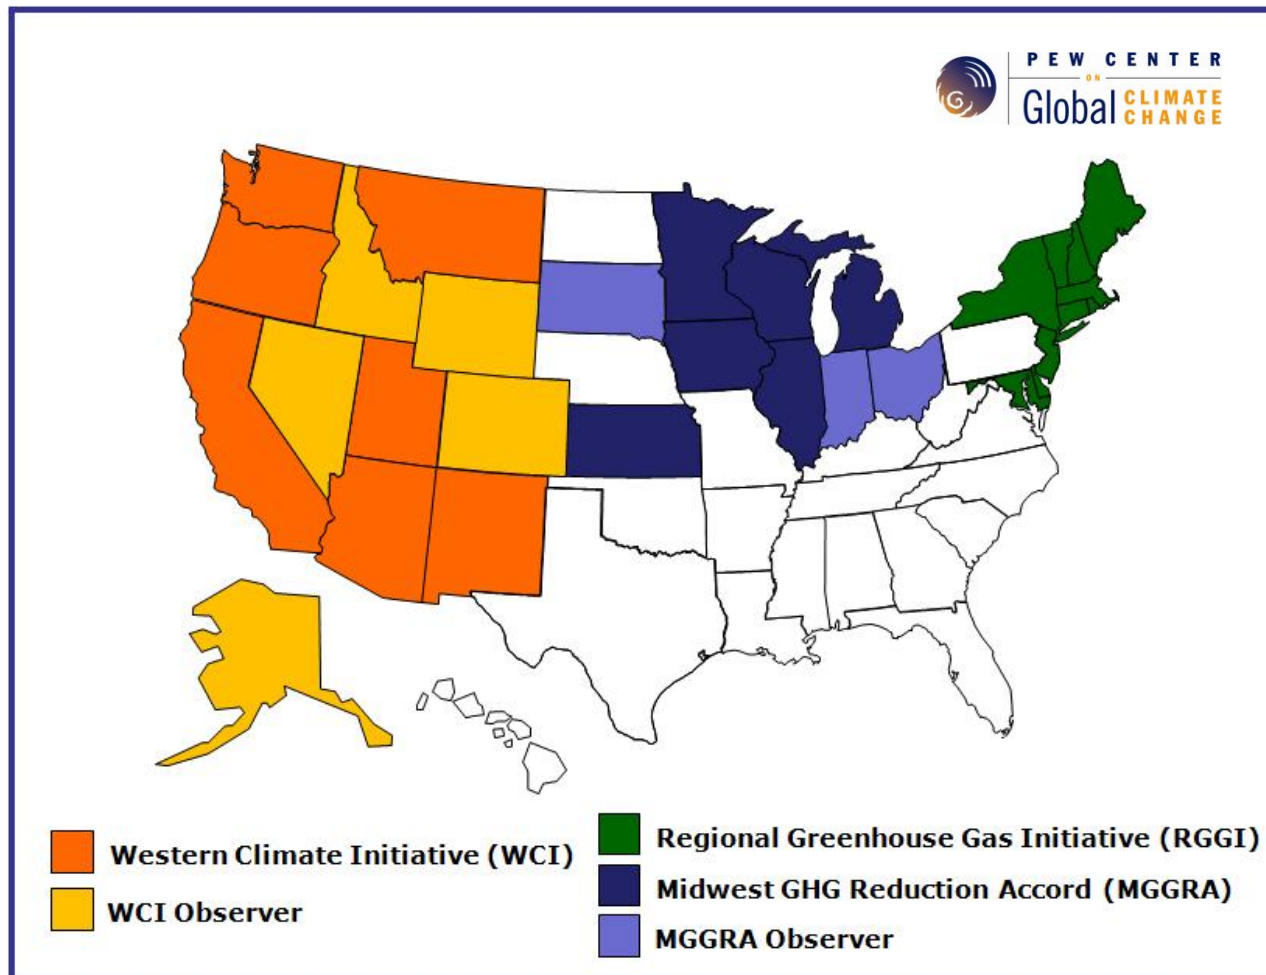 PEW CENTER
ON
Global CLIMATE
CHANGE
Western Climate Initiative (WCI)
WCI Observer
Regional Greenhouse Gas Initiative (RGGI)
Midwest GHG Reduction Accord (MGGRA)
MGGRA Observer